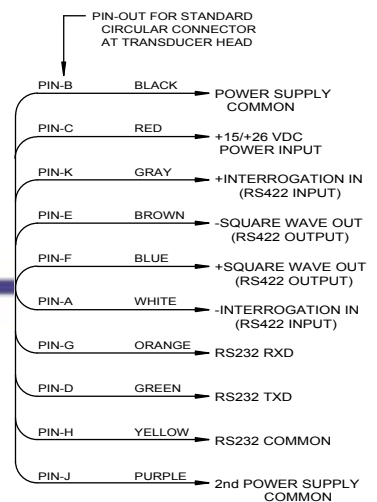 PIN-OUT FOR STANDARD
CIRCULAR CONNECTOR
AT TRANSDUCER HEAD
PIN-B BLACK POWER SUPPLY
COMMON
PIN-C RED +15/+26 VDC
POWER INPUT
PIN-K GRAY +INTERROGATION IN
(RS422 INPUT)
PIN-E BROWN -SQUARE WAVE OUT
(RS422 OUTPUT)
PIN-F BLUE +SQUARE WAVE OUT
(RS422 OUTPUT)
PIN-A WHITE -INTERROGATION IN
(RS422 INPUT)
PIN-G ORANGE RS232 RXD
PIN-D GREEN RS232 TXD
PIN-H YELLOW RS232 COMMON
PIN-J PURPLE 2nd POWER SUPPLY
COMMON